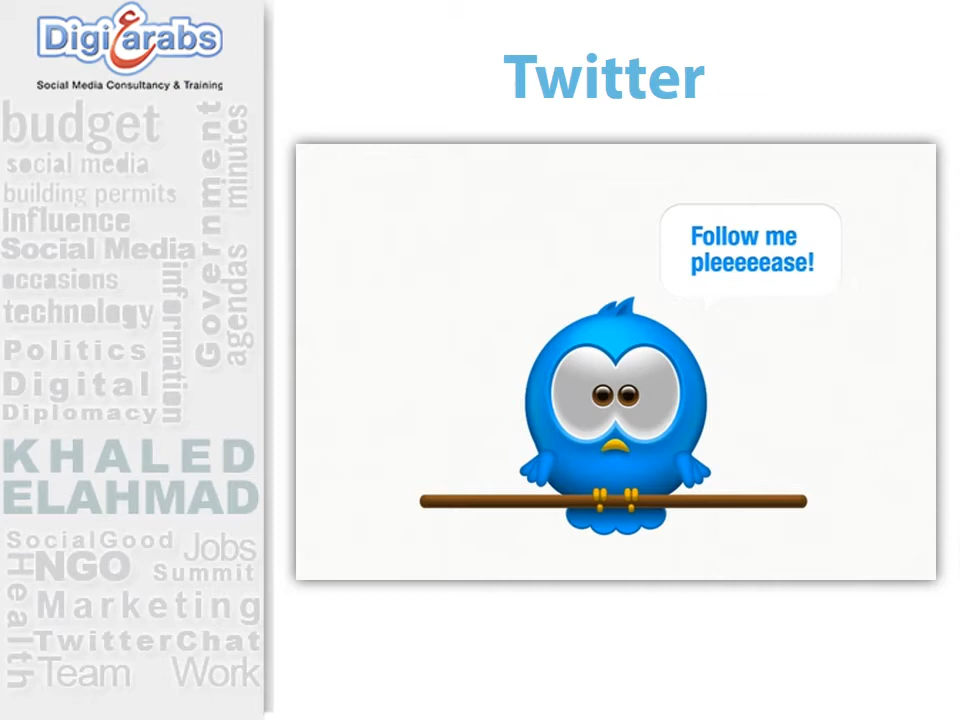 Digi عarabs
Social Media Consultancy & Training
Twitter
budget
social media
building permits
Influence
Social Media
occasions
technology
Politics
Digital
Diplomacy
Government
minutes
agendas
information
KHALED
ELAHMAD
SocialGood
Jobs
NGO
Summit
Health
Marketing
TwitterChat
Team Work
Follow me
pleeeeease!